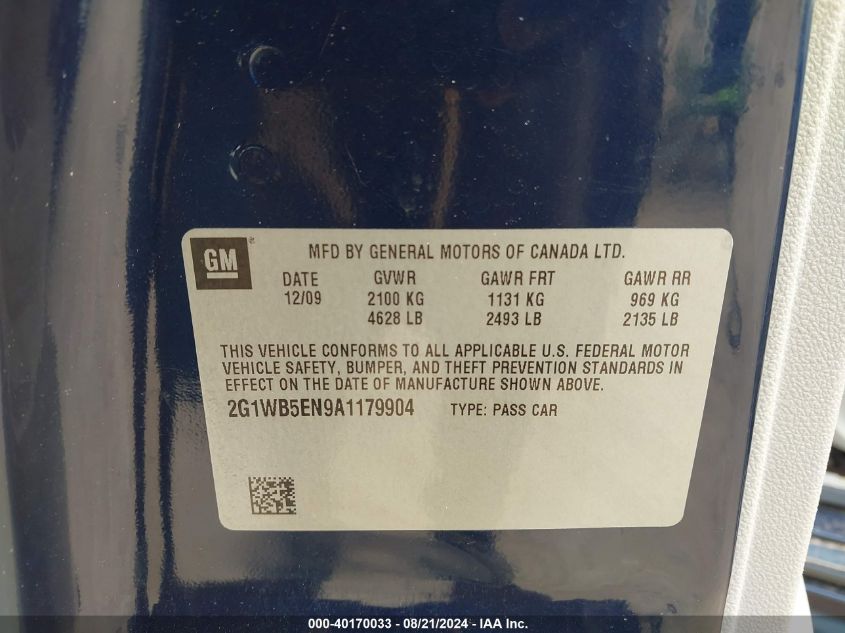 GM ®
MFD BY GENERAL MOTORS OF CANADA LTD.
DATE GVWR GAWR FRT GAWR RR
12/09 2100 KG 1131 KG 969 KG
4628 LB 2493 LB 2135 LB
THIS VEHICLE CONFORMS TO ALL APPLICABLE U.S. FEDERAL MOTOR
VEHICLE SAFETY, BUMPER, AND THEFT PREVENTION STANDARDS IN
EFFECT ON THE DATE OF MANUFACTURE SHOWN ABOVE.
2G1WB5EN9A1179904 TYPE: PASS CAR
000-40170033 - 08/21/2024 - IAA Inc.